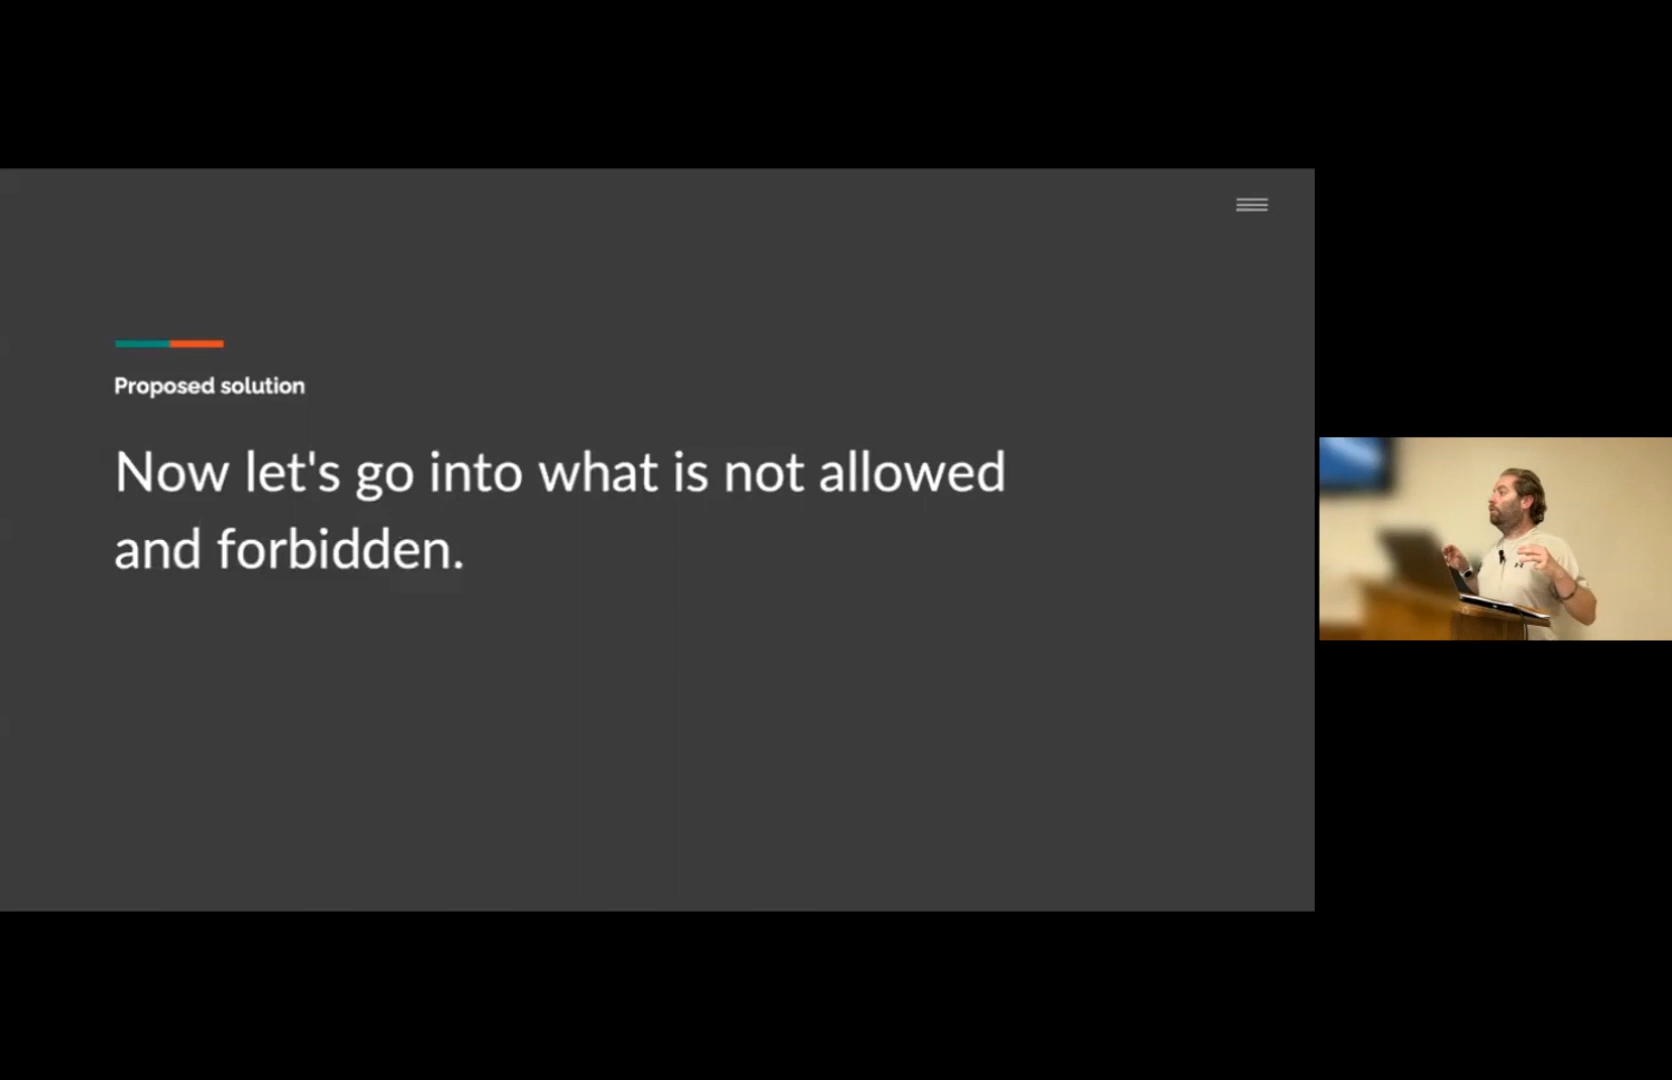 Proposed solution
Now let's go into what is not allowed
and forbidden.